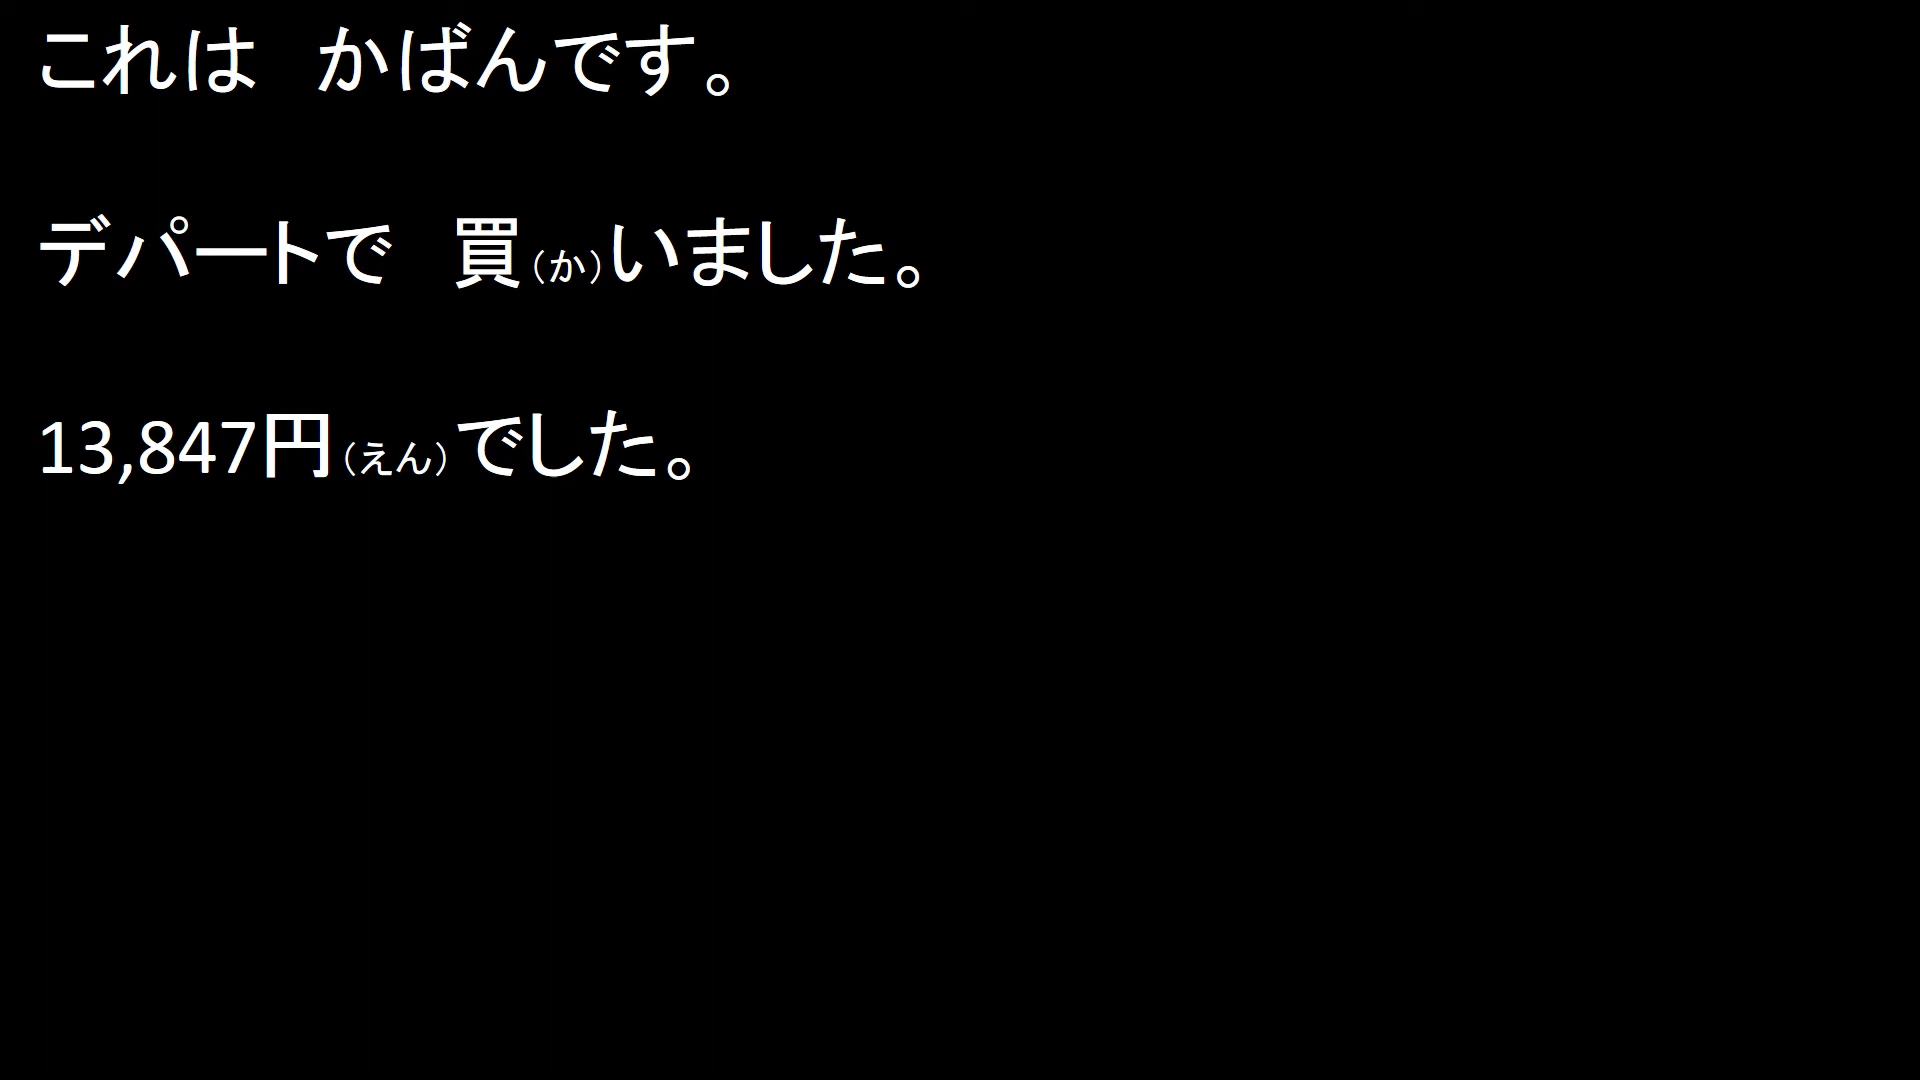 これは　かばんです。
デパートで　買（か）いました。
13,847円（えん）でした。